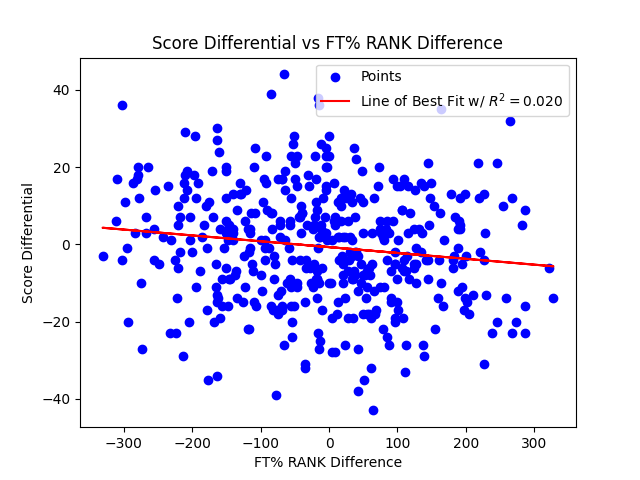 Score Differential vs FT% RANK Difference
Points
Line of Best Fit w/ R² = 0.020
Score Differential
40
20
0
−20
−40
−300 −200 −100 0 100 200 300
FT% RANK Difference